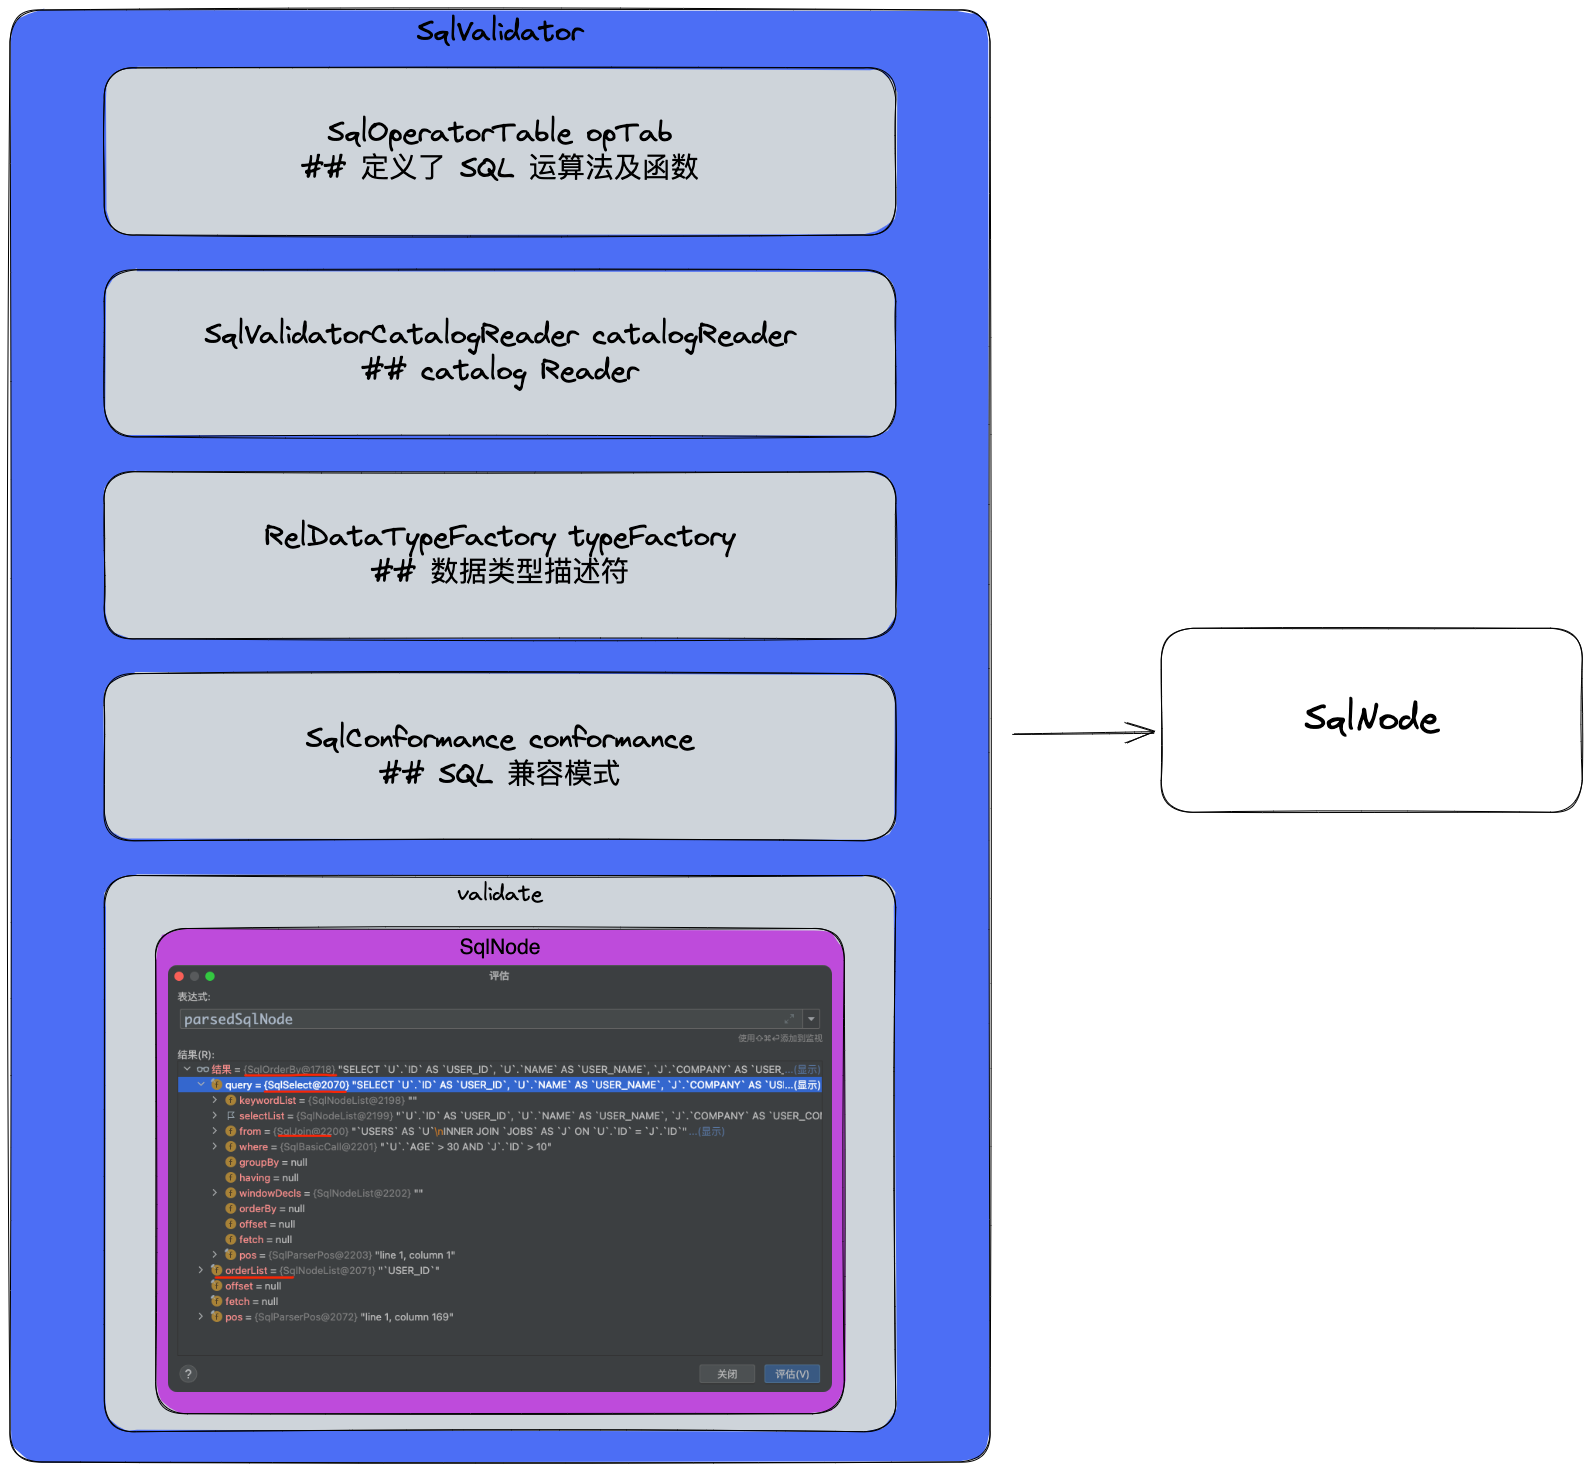 SqlValidator
SqlOperatorTable opTab
## 定义了 SQL 运算法及函数
SqlValidatorCatalogReader catalogReader
## catalog Reader
RelDataTypeFactory typeFactory
## 数据类型描述符
SqlConformance conformance
## SQL 兼容模式
SqlNode
validate
SqlNode
评估
表达式:
parsedSqlNode
使用⇧⌘⏎添加到监视
结果(R):
结果 = {SqlOrderBy@1718} "SELECT `U`.`ID` AS `USER_ID`, `U`.`NAME` AS `USER_NAME`, `J`.`COMPANY` AS `USER_...(显示)
query = {SqlSelect@2070} "SELECT `U`.`ID` AS `USER_ID`, `U`.`NAME` AS `USER_NAME`, `J`.`COMPANY` AS `US...(显示)
keywordList = {SqlNodeList@2198} ""
selectList = {SqlNodeList@2199} "`U`.`ID` AS `USER_ID`, `U`.`NAME` AS `USER_NAME`, `J`.`COMPANY` AS `USER_COM
from = {SqlJoin@2200} "`USERS` AS `U`\nINNER JOIN `JOBS` AS `J` ON `U`.`ID` = `J`.`ID`" ...(显示)
where = {SqlBasicCall@2201} "`U`.`AGE` > 30 AND `J`.`ID` > 10"
groupBy = null
having = null
windowDecls = {SqlNodeList@2202} ""
orderBy = null
offset = null
fetch = null
pos = {SqlParserPos@2203} "line 1, column 1"
orderList = {SqlNodeList@2071} "`USER_ID`"
offset = null
fetch = null
pos = {SqlParserPos@2072} "line 1, column 169"
?
关闭
评估(V)